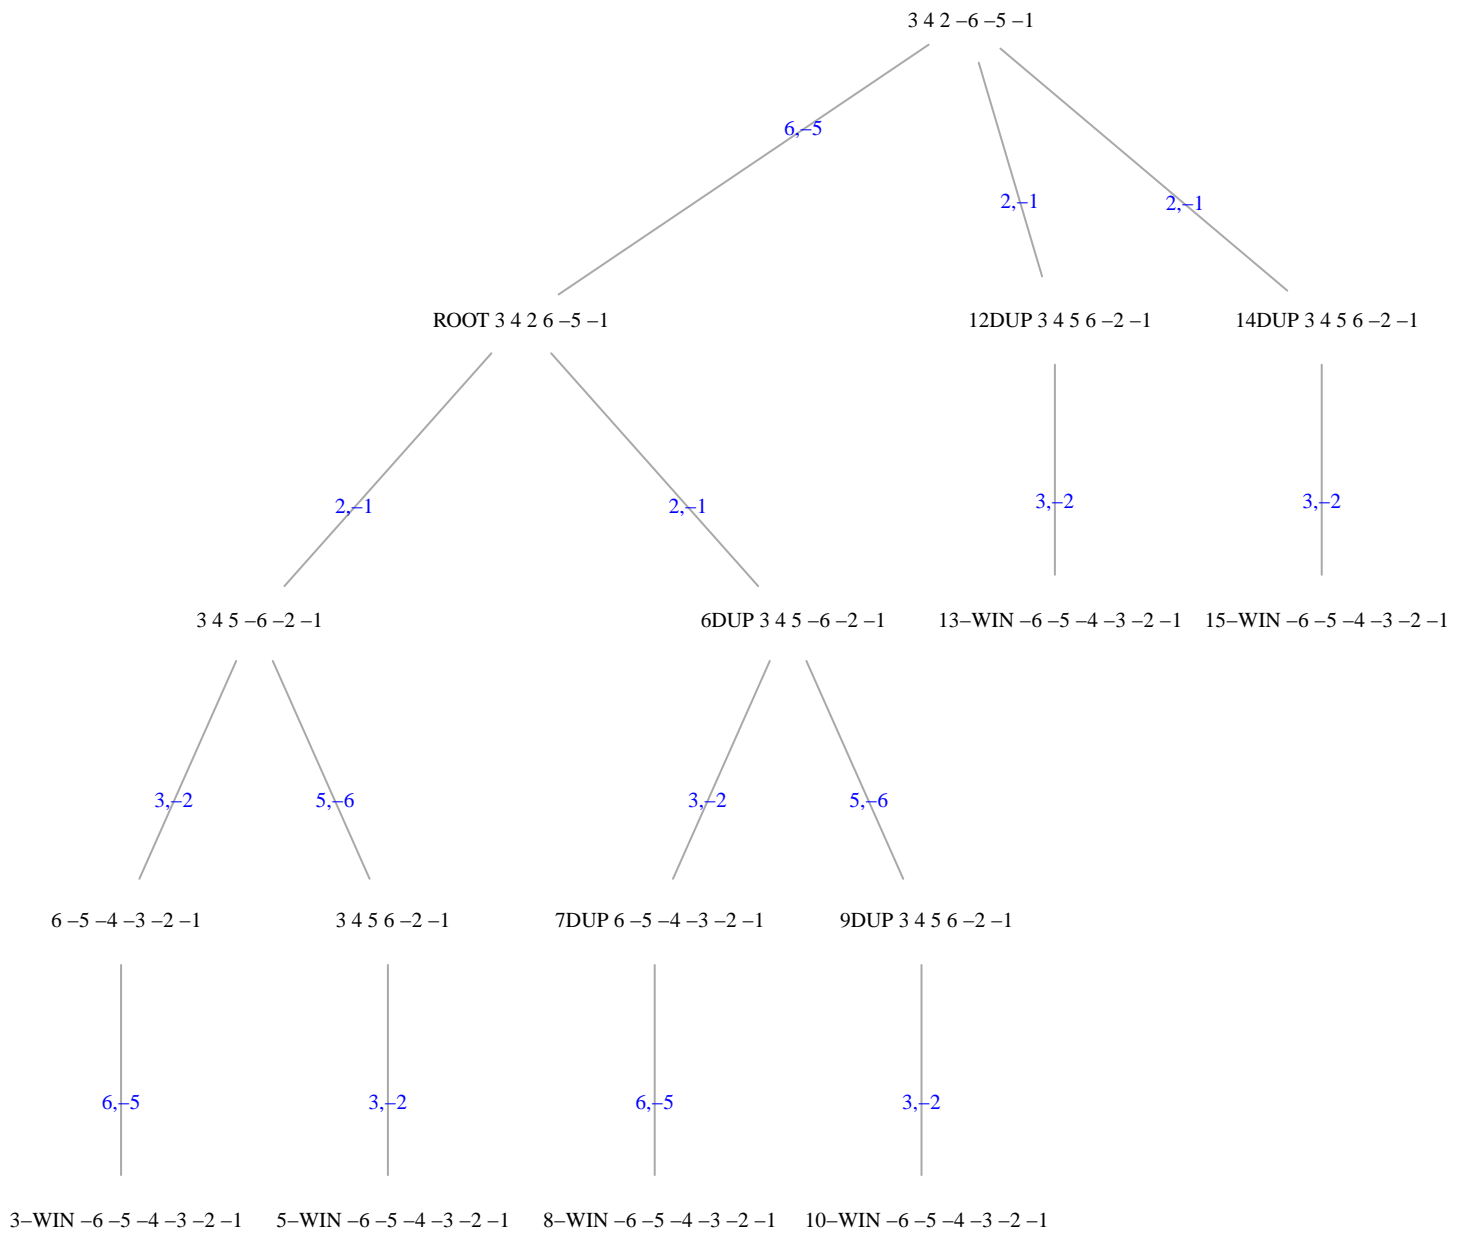 3 4 2 –6 –5 –1
6,–5
2,–1
2,–1
ROOT 3 4 2 6 –5 –1
12DUP 3 4 5 6 –2 –1
14DUP 3 4 5 6 –2 –1
2,–1
2,–1
3,–2
3,–2
3 4 5 –6 –2 –1
6DUP 3 4 5 –6 –2 –1
13–WIN –6 –5 –4 –3 –2 –1
15–WIN –6 –5 –4 –3 –2 –1
3,–2
5,–6
3,–2
5,–6
6 –5 –4 –3 –2 –1
3 4 5 6 –2 –1
7DUP 6 –5 –4 –3 –2 –1
9DUP 3 4 5 6 –2 –1
6,–5
3,–2
6,–5
3,–2
3–WIN –6 –5 –4 –3 –2 –1
5–WIN –6 –5 –4 –3 –2 –1
8–WIN –6 –5 –4 –3 –2 –1
10–WIN –6 –5 –4 –3 –2 –1